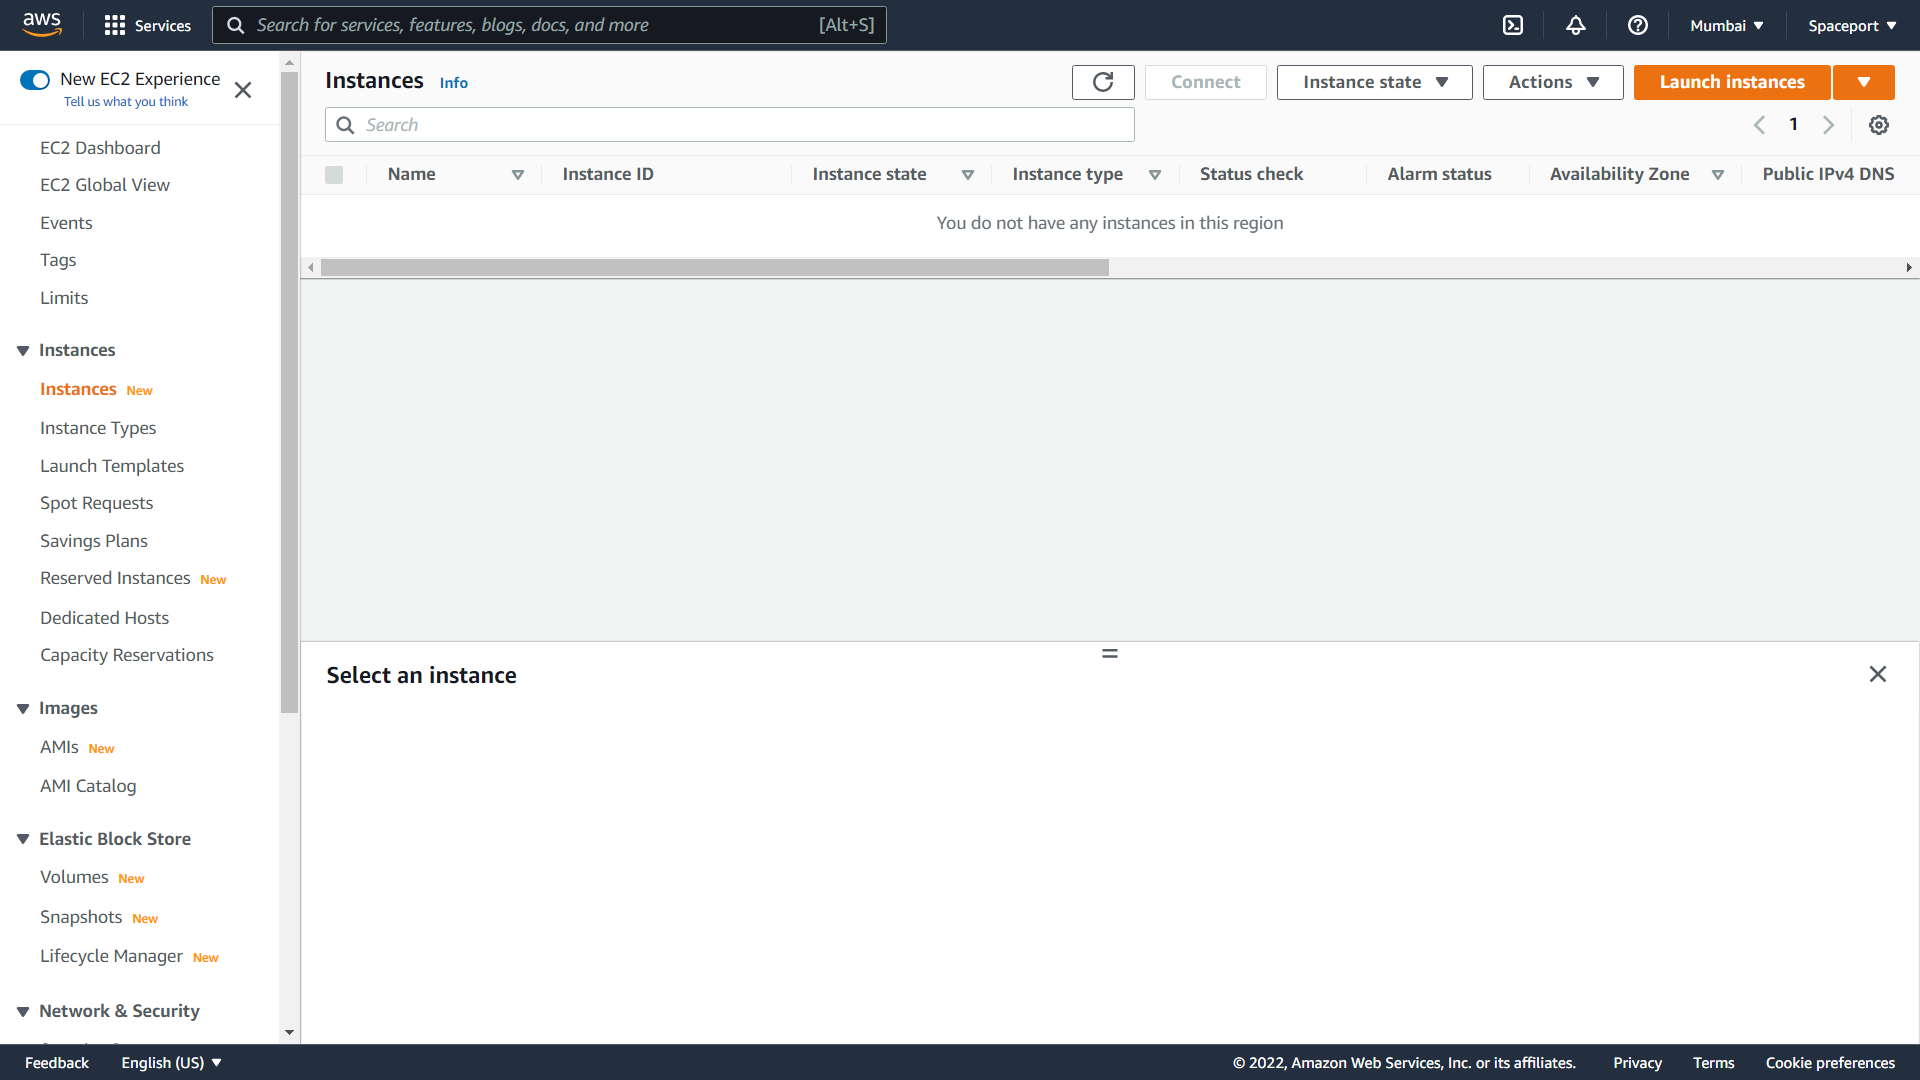 aws
Services
Search for services, features, blogs, docs, and more
[Alt+S]
Mumbai
Spaceport
New EC2 Experience
Tell us what you think
EC2 Dashboard
EC2 Global View
Events
Tags
Limits
Instances
Instances New
Instance Types
Launch Templates
Spot Requests
Savings Plans
Reserved Instances New
Dedicated Hosts
Capacity Reservations
Images
AMIs New
AMI Catalog
Elastic Block Store
Volumes New
Snapshots New
Lifecycle Manager New
Network & Security
Instances Info
Connect
Instance state
Actions
Launch instances
Search
1
Name
Instance ID
Instance state
Instance type
Status check
Alarm status
Availability Zone
Public IPv4 DNS
You do not have any instances in this region
Select an instance
Feedback
English (US)
© 2022, Amazon Web Services, Inc. or its affiliates.
Privacy
Terms
Cookie preferences